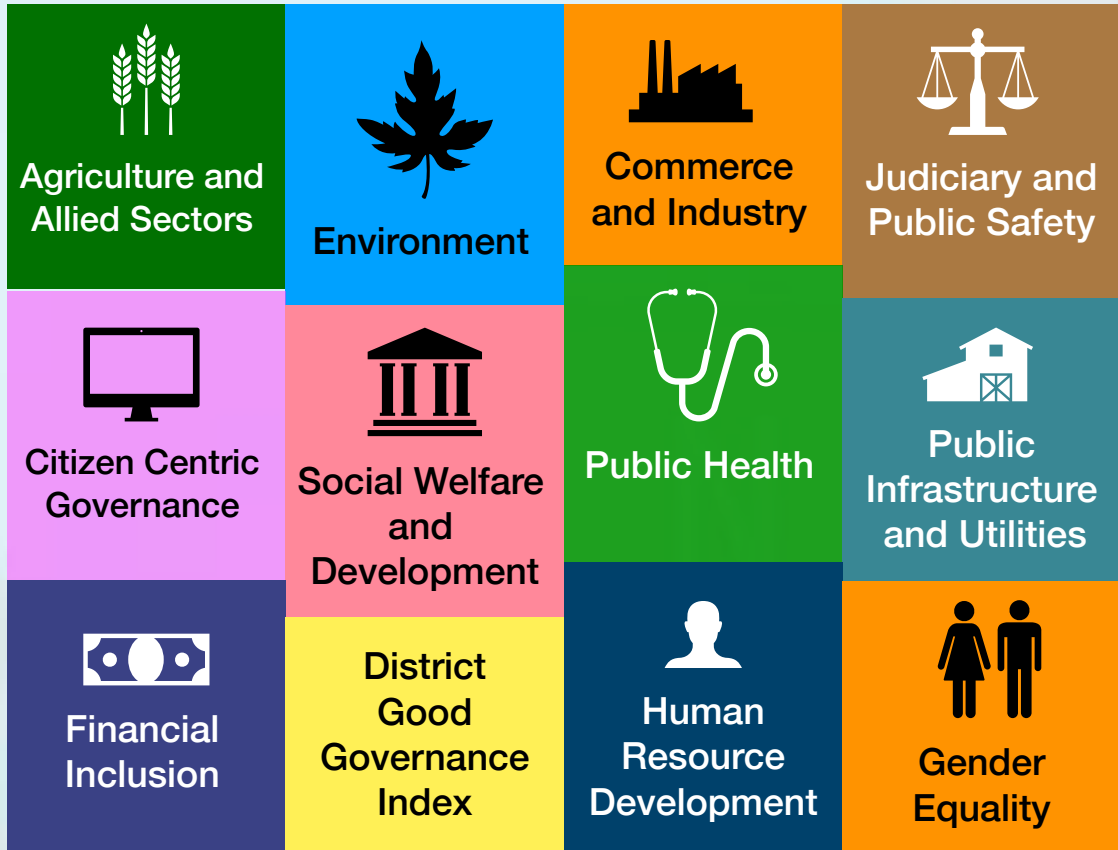 Agriculture and
Allied Sectors
Environment
Commerce
and Industry
Judiciary and
Public Safety
Citizen Centric
Governance
Social Welfare
and
Development
Public Health
Public
Infrastructure
and Utilities
Financial
Inclusion
District
Good
Governance
Index
Human
Resource
Development
Gender
Equality